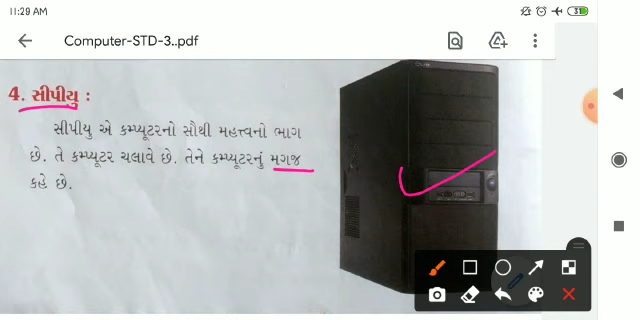 11:29 AM
31
Computer-STD-3..pdf
4. સીપીયુ :
સીપીયુ એ કમ્પ્યૂટરનો સૌથી મહત્ત્વનો ભાગ
છે. તે કમ્પ્યૂટર ચલાવે છે. તેને કમ્પ્યૂટરનું મગજ
કહે છે.